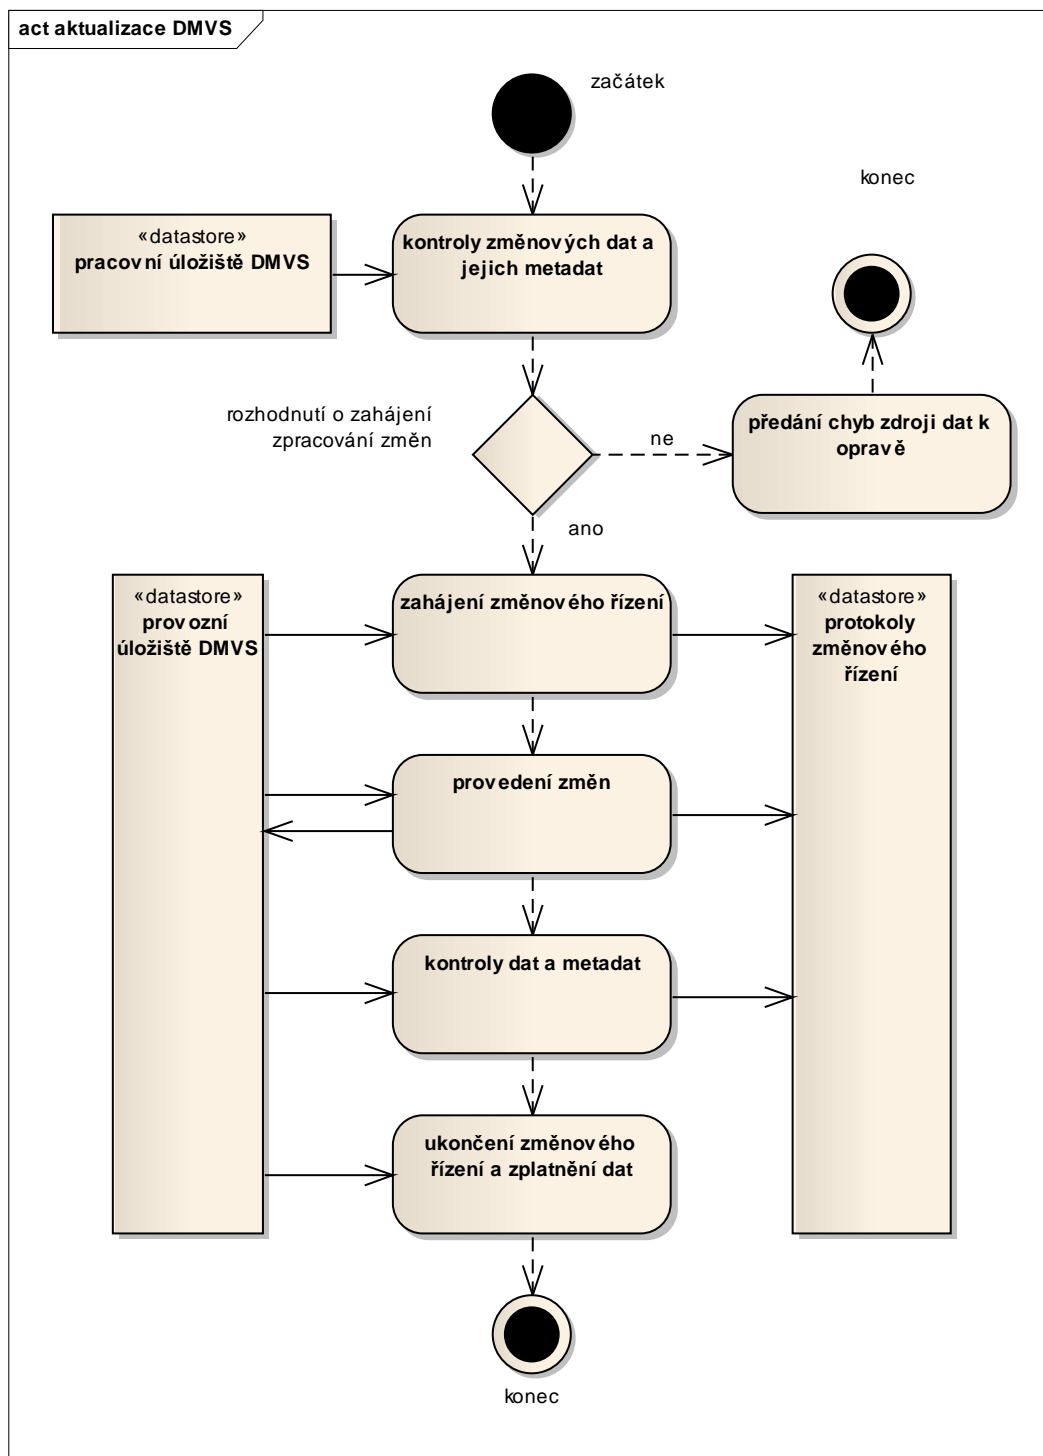 act aktualizace DMVS
začátek
konec
«datastore»
pracovní úložiště DMVS
kontroly změnových dat a
jejich metadat
rozhodnutí o zahájení
zpracování změn
ne
předání chyb zdroji dat k
opravě
ano
«datastore»
provozní
úložiště DMVS
zahájení změnového řízení
«datastore»
protokoly
změnového
řízení
provedení změn
kontroly dat a metadat
ukončení změnového
řízení a zplatnění dat
konec